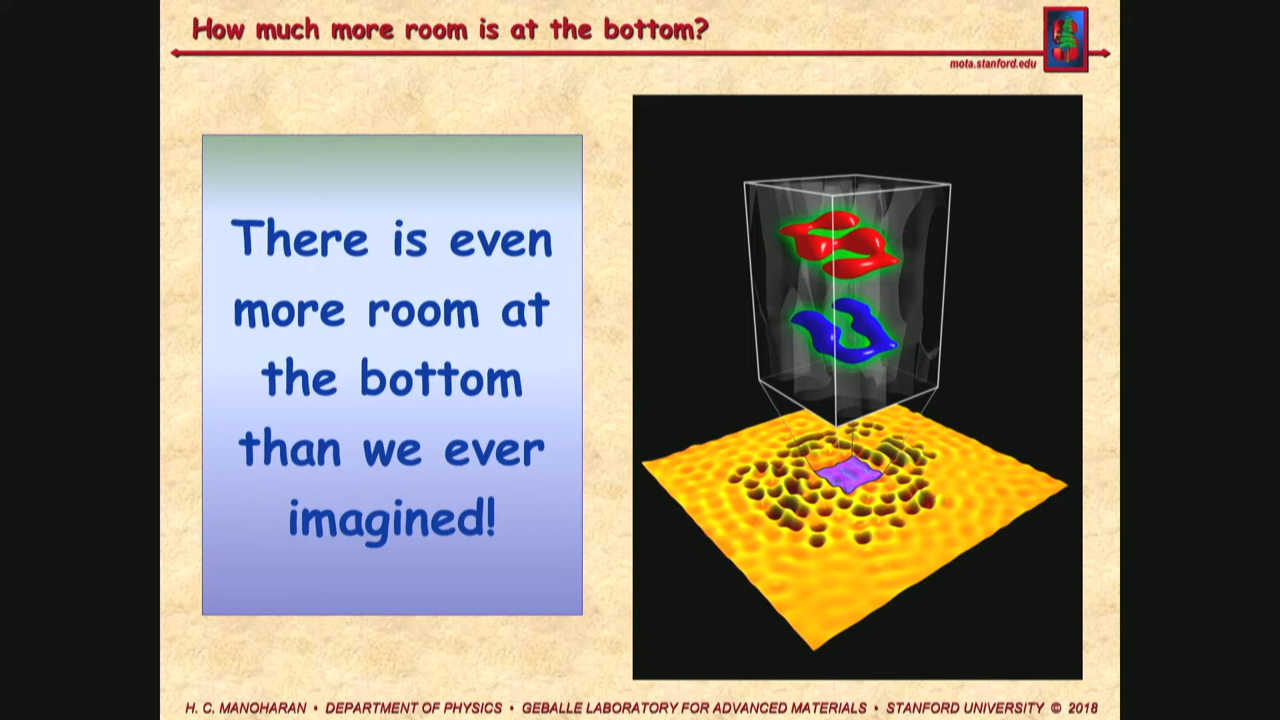 How much more room is at the bottom?
mota.stanford.edu
There is even
more room at
the bottom
than we ever
imagined!
H. C. MANOHARAN • DEPARTMENT OF PHYSICS • GEBALLE LABORATORY FOR ADVANCED MATERIALS • STANFORD UNIVERSITY © 2018